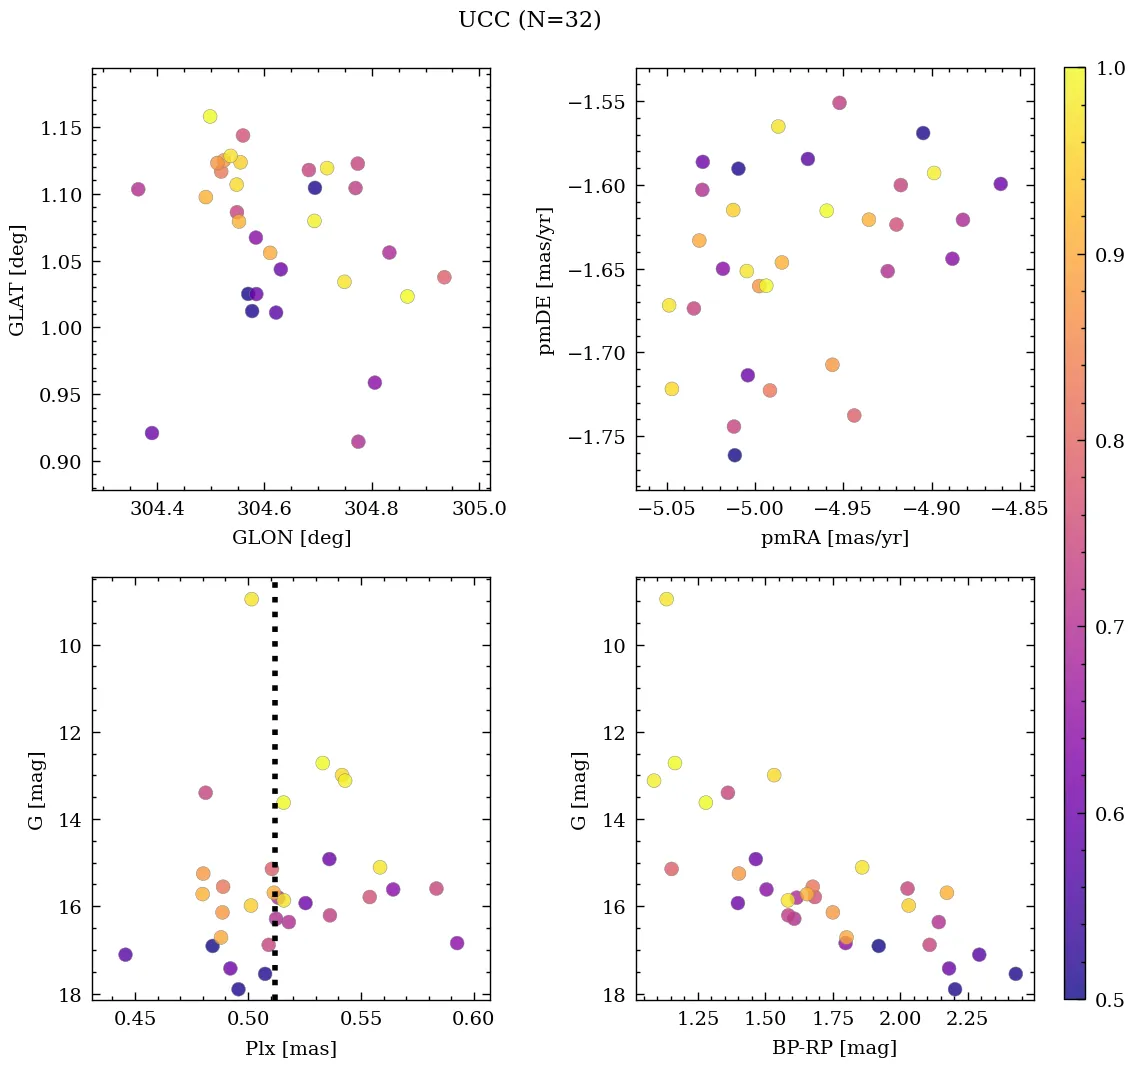 UCC (N=32)
1.15
1.10
1.05
1.00
0.95
0.90
GLAT [deg]
304.4 304.6 304.8 305.0
GLON [deg]
−1.55
−1.60
−1.65
−1.70
−1.75
pmDE [mas/yr]
−5.05 −5.00 −4.95 −4.90 −4.85
pmRA [mas/yr]
1.0
0.9
0.8
0.7
0.6
0.5
10
12
14
16
18
G [mag]
0.45 0.50 0.55 0.60
Plx [mas]
10
12
14
16
18
G [mag]
1.25 1.50 1.75 2.00 2.25
BP-RP [mag]